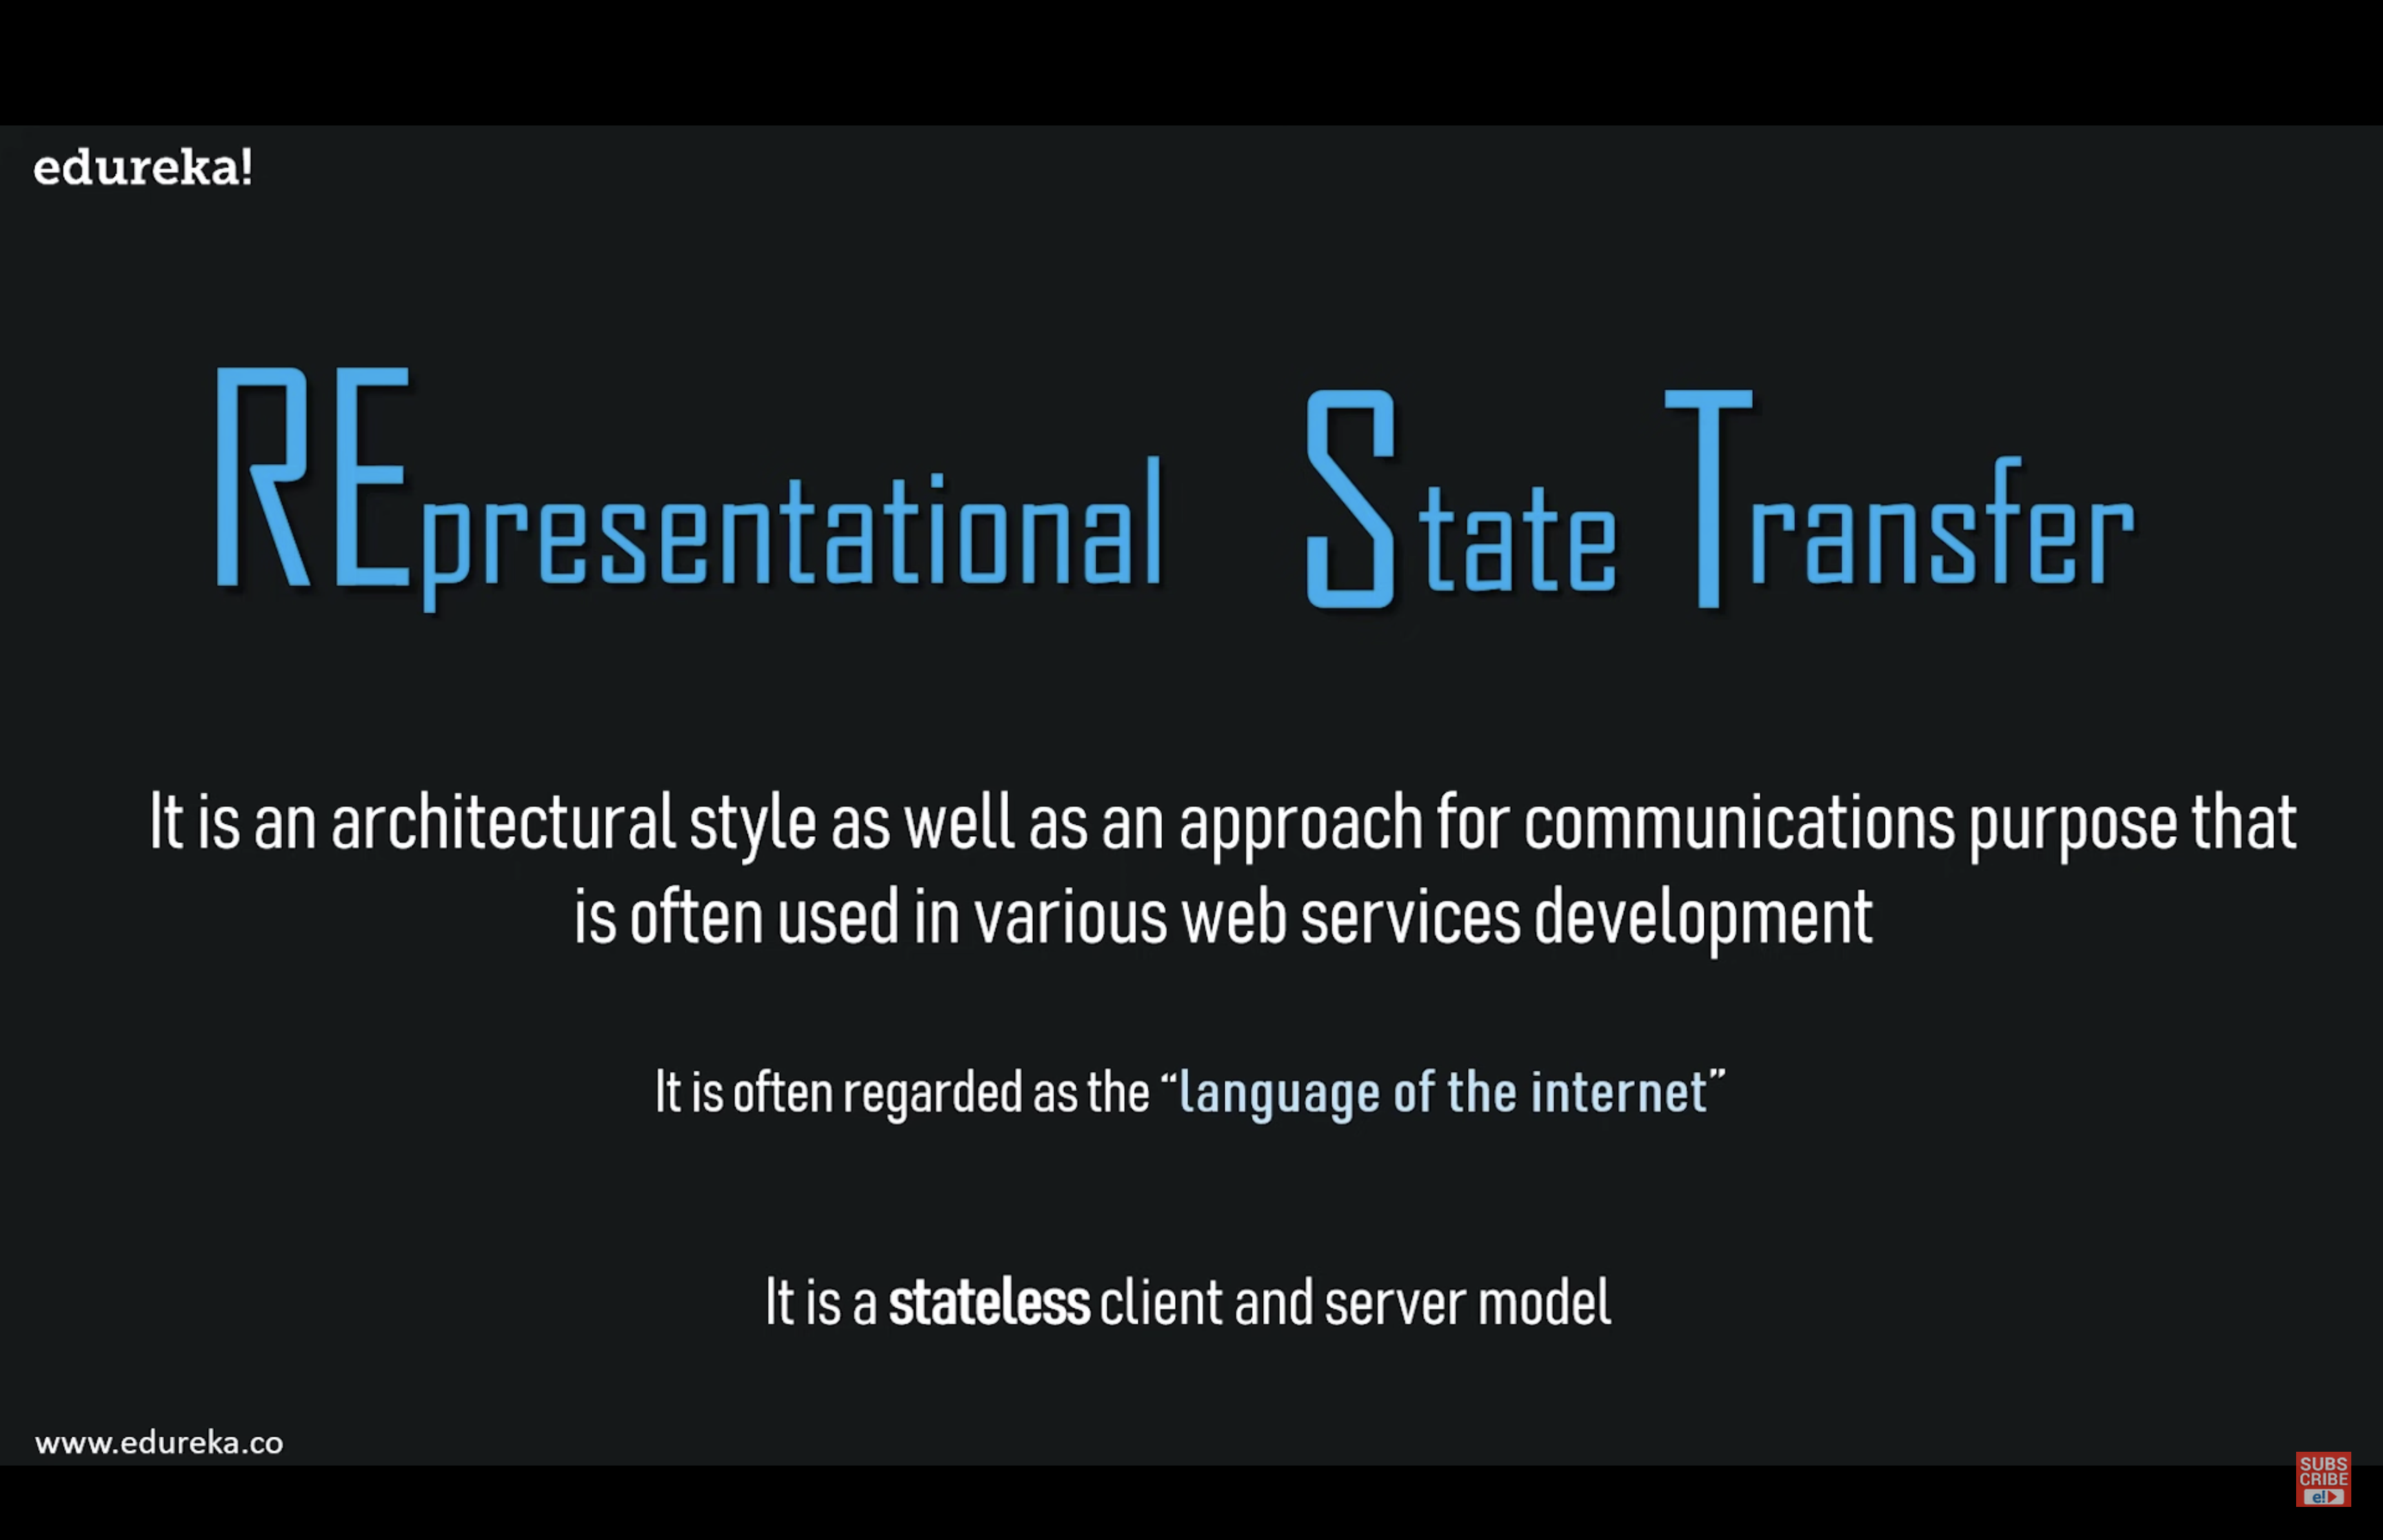 edureka!
REpresentational State Transfer
It is an architectural style as well as an approach for communications purpose that
is often used in various web services development
It is often regarded as the “language of the internet”
It is a stateless client and server model
www.edureka.co
SUBS
CRIBE
e!